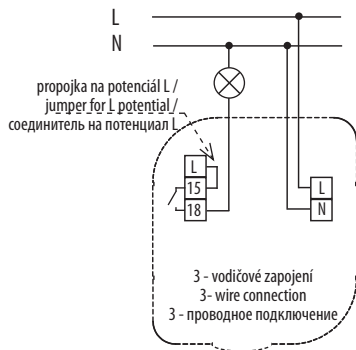 L
N
propojka na potenciál L /
jumper for L potential /
соединитель на потенциал L
L
15
18
L
N
3 - vodičové zapojení
3- wire connection
3 - проводное подключение